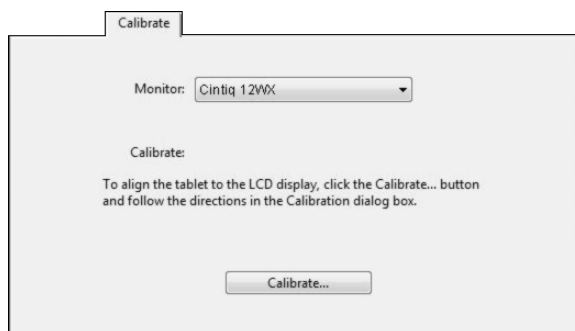 Calibrate
Monitor: Cintiq 12WX
Calibrate:
To align the tablet to the LCD display, click the Calibrate... button
and follow the directions in the Calibration dialog box.
Calibrate...